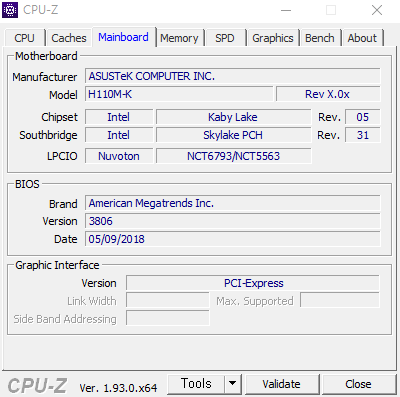 CPU-Z
CPU Caches Mainboard Memory SPD Graphics Bench About
Motherboard
Manufacturer ASUSTeK COMPUTER INC.
Model H110M-K Rev X.0x
Chipset Intel Kaby Lake Rev. 05
Southbridge Intel Skylake PCH Rev. 31
LPCIO Nuvoton NCT6793/NCT5563
BIOS
Brand American Megatrends Inc.
Version 3806
Date 05/09/2018
Graphic Interface
Version PCI-Express
Link Width Max. Supported
Side Band Addressing
CPU-Z Ver. 1.93.0.x64 Tools Validate Close